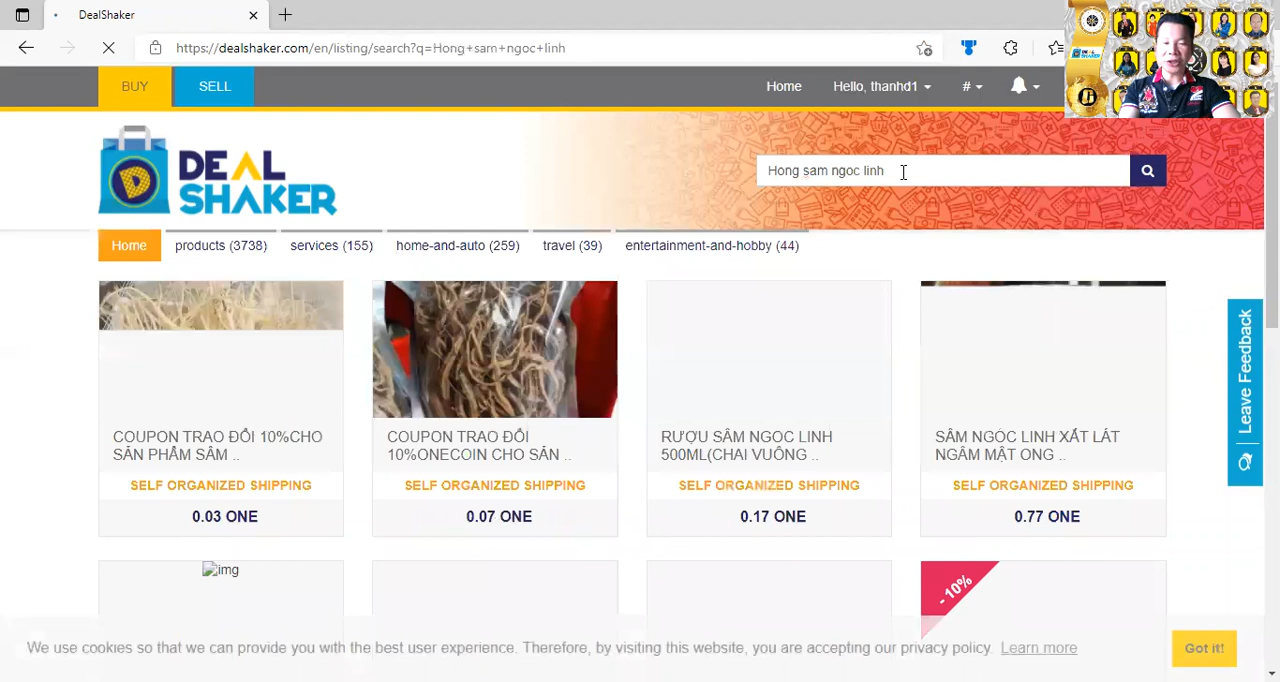 DealShaker
https://dealshaker.com/en/listing/search?q=Hong+sam+ngoc+linh
BUY
SELL
Home
Hello, thanhd1
#
DEAL
SHAKER
Hong sam ngoc linh
Home
products (3738)
services (155)
home-and-auto (259)
travel (39)
entertainment-and-hobby (44)
COUPON TRAO ĐỔI 10%CHO
SẢN PHẨM SÂM ..
SELF ORGANIZED SHIPPING
0.03 ONE
COUPON TRAO ĐỔI
10%ONECOIN CHO SẢN ..
SELF ORGANIZED SHIPPING
0.07 ONE
RƯỢU SÂM NGOC LINH
500ML(CHAI VUÔNG ..
SELF ORGANIZED SHIPPING
0.17 ONE
SÂM NGỌC LINH XẮT LÁT
NGÂM MẬT ONG ..
SELF ORGANIZED SHIPPING
0.77 ONE
img
- 10%
Leave Feedback
We use cookies so that we can provide you with the best user experience. Therefore, by visiting this website, you are accepting our privacy policy. Learn more
Got it!